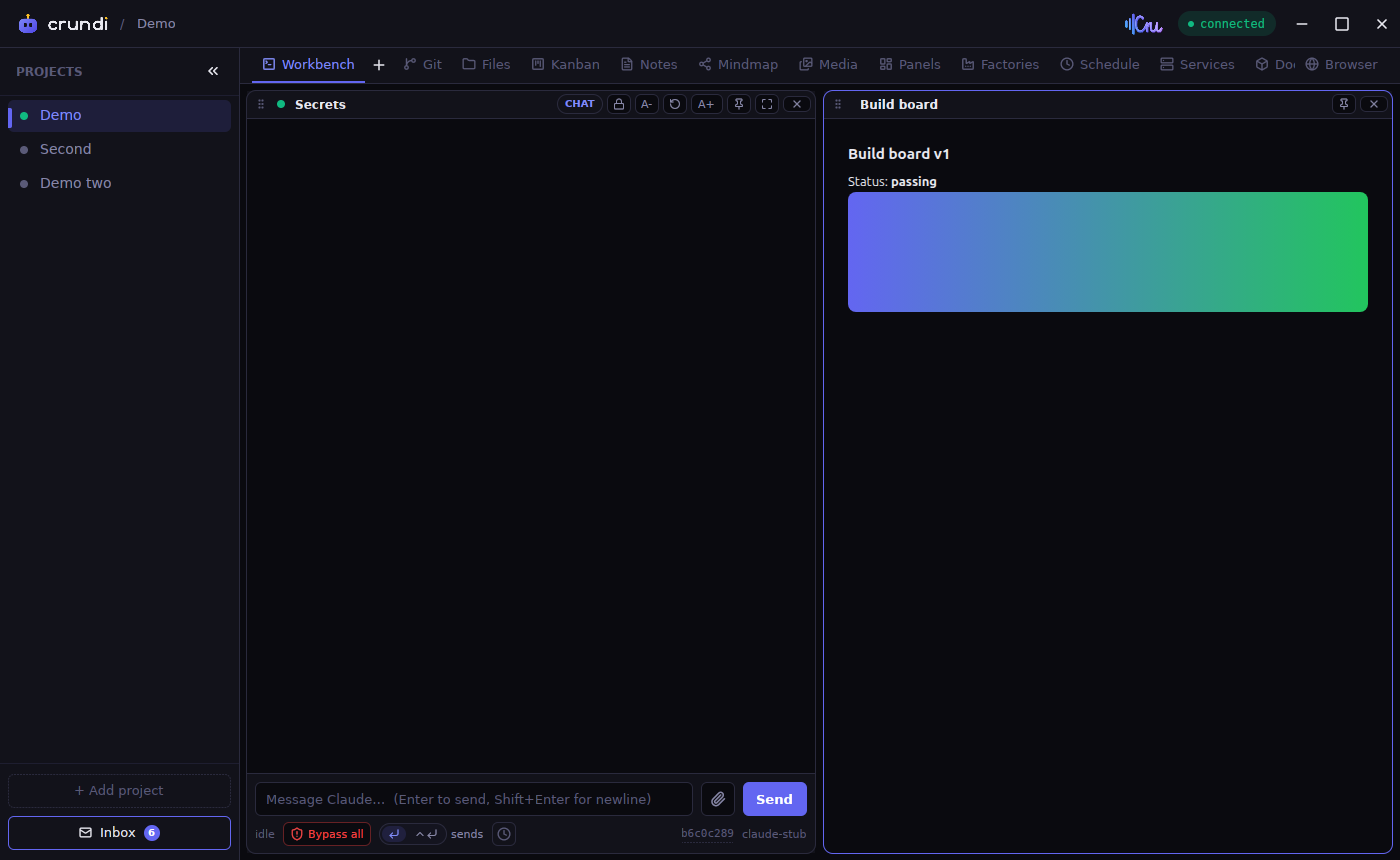 crundi / Demo
Cru
connected
PROJECTS
Workbench
Git
Files
Kanban
Notes
Mindmap
Media
Panels
Factories
Schedule
Services
Browser
Demo
Second
Demo two
+ Add project
Inbox 6
Secrets
CHAT
A-
A+
Message Claude... (Enter to send, Shift+Enter for newline)
Send
idle
Bypass all
sends
b6c0c289
claude-stub
Build board
Build board v1
Status: passing